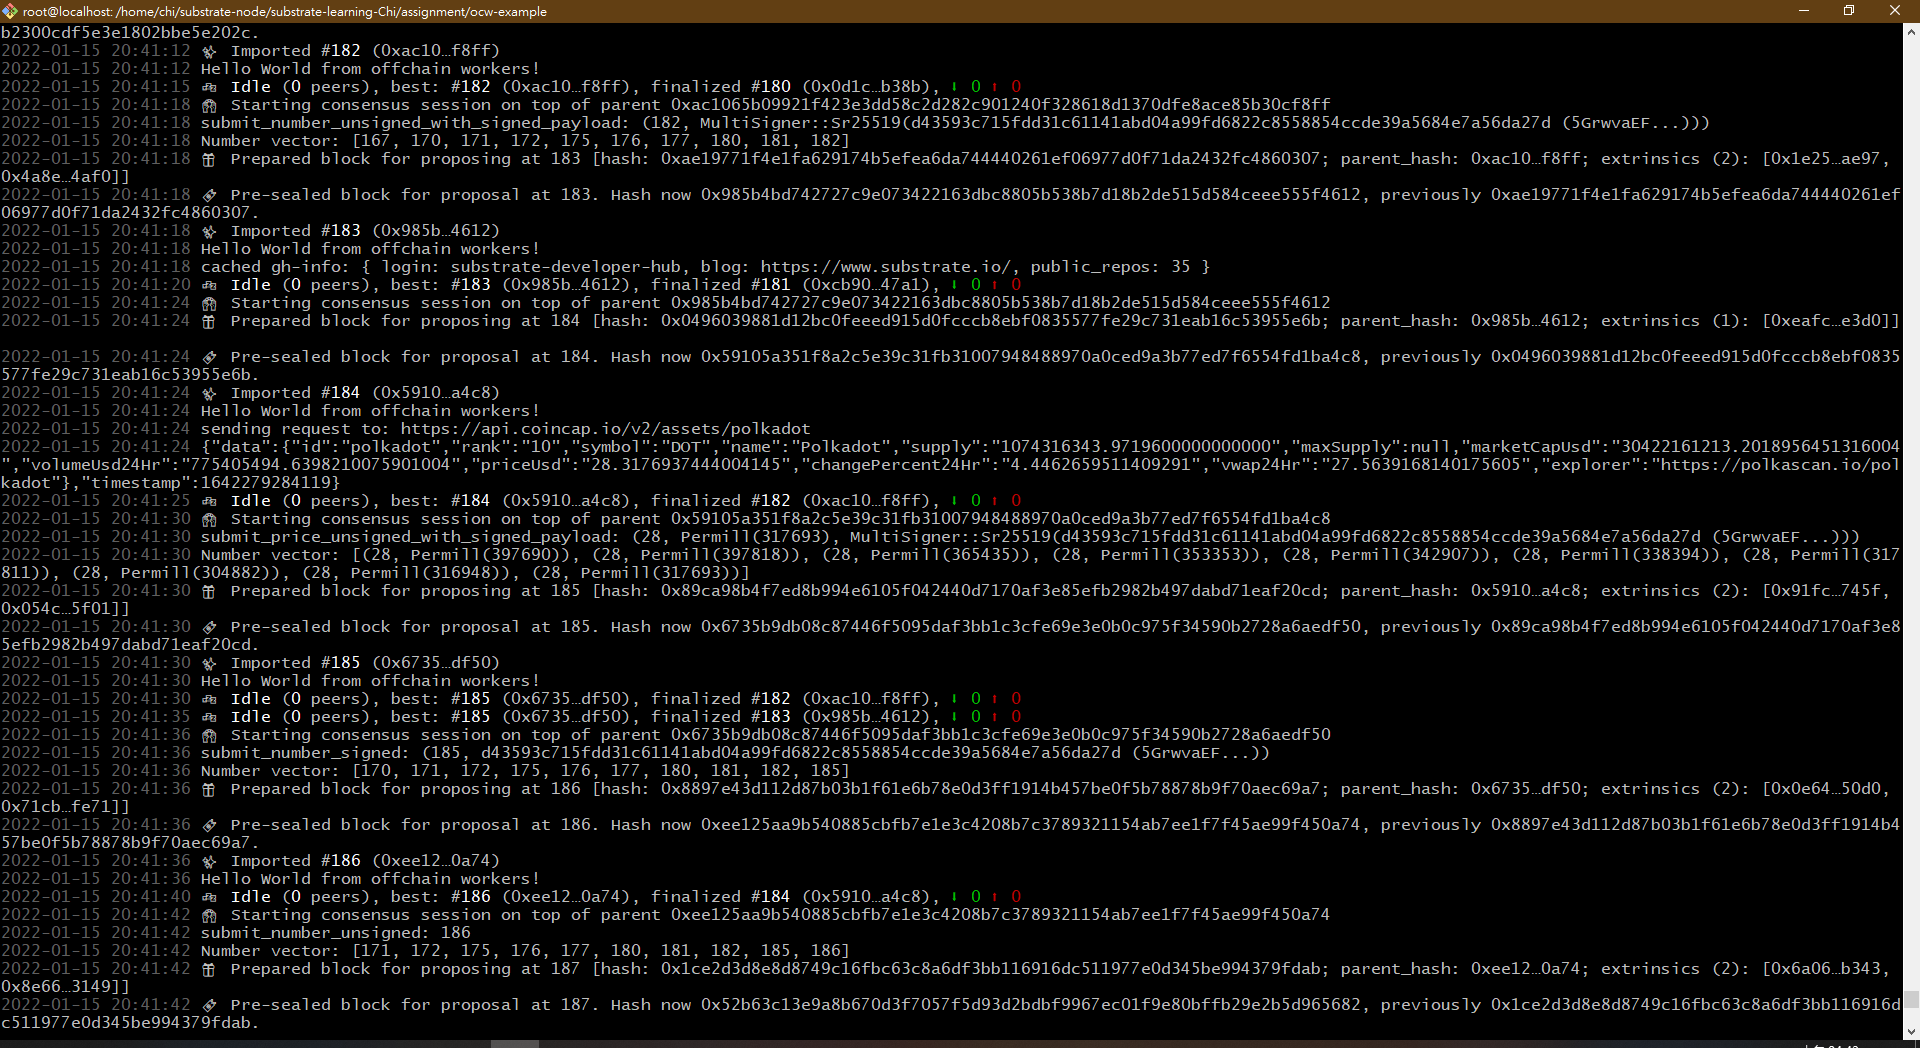 root@localhost: /home/chi/substrate-node/substrate-learning-Chi/assignment/ocw-example
b2300cdf5e3e1802bbe5e202c.
2022-01-15 20:41:12 ✨ Imported #182 (0xac10…f8ff)
2022-01-15 20:41:12 Hello World from offchain workers!
2022-01-15 20:41:15 💤 Idle (0 peers), best: #182 (0xac10…f8ff), finalized #180 (0x0d1c…b38b), ⬇ 0 ⬆ 0
2022-01-15 20:41:18 🙌 Starting consensus session on top of parent 0xac1065b09921f423e3dd58c2d282c901240f328618d1370dfe8ace85b30cf8ff
2022-01-15 20:41:18 submit_number_unsigned_with_signed_payload: (182, MultiSigner::Sr25519(d43593c715fdd31c61141abd04a99fd6822c8558854ccde39a5684e7a56da27d (5GrwvaEF...)))
2022-01-15 20:41:18 Number vector: [167, 170, 171, 172, 175, 176, 177, 180, 181, 182]
2022-01-15 20:41:18 🎁 Prepared block for proposing at 183 [hash: 0xae19771f4e1fa629174b5efea6da744440261ef06977d0f71da2432fc4860307; parent_hash: 0xac10…f8ff; extrinsics (2): [0x1e25…ae97,
0x4a8e…4af0]]
2022-01-15 20:41:18 🔖 Pre-sealed block for proposal at 183. Hash now 0x985b4bd742727c9e073422163dbc8805b538b7d18b2de515d584ceee555f4612, previously 0xae19771f4e1fa629174b5efea6da744440261ef
06977d0f71da2432fc4860307.
2022-01-15 20:41:18 ✨ Imported #183 (0x985b…4612)
2022-01-15 20:41:18 Hello World from offchain workers!
2022-01-15 20:41:18 cached gh-info: { login: substrate-developer-hub, blog: https://www.substrate.io/, public_repos: 35 }
2022-01-15 20:41:20 💤 Idle (0 peers), best: #183 (0x985b…4612), finalized #181 (0xcb90…47a1), ⬇ 0 ⬆ 0
2022-01-15 20:41:24 🙌 Starting consensus session on top of parent 0x985b4bd742727c9e073422163dbc8805b538b7d18b2de515d584ceee555f4612
2022-01-15 20:41:24 🎁 Prepared block for proposing at 184 [hash: 0x0496039881d12bc0feeed915d0fcccb8ebf0835577fe29c731eab16c53955e6b; parent_hash: 0x985b…4612; extrinsics (1): [0xeafc…e3d0]]
2022-01-15 20:41:24 🔖 Pre-sealed block for proposal at 184. Hash now 0x59105a351f8a2c5e39c31fb31007948488970a0ced9a3b77ed7f6554fd1ba4c8, previously 0x0496039881d12bc0feeed915d0fcccb8ebf0835
577fe29c731eab16c53955e6b.
2022-01-15 20:41:24 ✨ Imported #184 (0x5910…a4c8)
2022-01-15 20:41:24 Hello World from offchain workers!
2022-01-15 20:41:24 sending request to: https://api.coincap.io/v2/assets/polkadot
2022-01-15 20:41:24 {"data":{"id":"polkadot","rank":"10","symbol":"DOT","name":"Polkadot","supply":"1074316343.9719600000000000","maxSupply":null,"marketCapUsd":"30422161213.2018956451316004
","volumeUsd24Hr":"775405494.6398210075901004","priceUsd":"28.3176937444004145","changePercent24Hr":"4.4462659511409291","vwap24Hr":"27.5639168140175605","explorer":"https://polkascan.io/pol
kadot"},"timestamp":1642279284119}
2022-01-15 20:41:25 💤 Idle (0 peers), best: #184 (0x5910…a4c8), finalized #182 (0xac10…f8ff), ⬇ 0 ⬆ 0
2022-01-15 20:41:30 🙌 Starting consensus session on top of parent 0x59105a351f8a2c5e39c31fb31007948488970a0ced9a3b77ed7f6554fd1ba4c8
2022-01-15 20:41:30 submit_price_unsigned_with_signed_payload: (28, Permill(317693), MultiSigner::Sr25519(d43593c715fdd31c61141abd04a99fd6822c8558854ccde39a5684e7a56da27d (5GrwvaEF...)))
2022-01-15 20:41:30 Number vector: [(28, Permill(397690)), (28, Permill(397818)), (28, Permill(365435)), (28, Permill(353353)), (28, Permill(342907)), (28, Permill(338394)), (28, Permill(317
811)), (28, Permill(304882)), (28, Permill(316948)), (28, Permill(317693))]
2022-01-15 20:41:30 🎁 Prepared block for proposing at 185 [hash: 0x89ca98b4f7ed8b994e6105f042440d7170af3e85efb2982b497dabd71eaf20cd; parent_hash: 0x5910…a4c8; extrinsics (2): [0x91fc…745f,
0x054c…5f01]]
2022-01-15 20:41:30 🔖 Pre-sealed block for proposal at 185. Hash now 0x6735b9db08c87446f5095daf3bb1c3cfe69e3e0b0c975f34590b2728a6aedf50, previously 0x89ca98b4f7ed8b994e6105f042440d7170af3e8
5efb2982b497dabd71eaf20cd.
2022-01-15 20:41:30 ✨ Imported #185 (0x6735…df50)
2022-01-15 20:41:30 Hello World from offchain workers!
2022-01-15 20:41:30 💤 Idle (0 peers), best: #185 (0x6735…df50), finalized #182 (0xac10…f8ff), ⬇ 0 ⬆ 0
2022-01-15 20:41:35 💤 Idle (0 peers), best: #185 (0x6735…df50), finalized #183 (0x985b…4612), ⬇ 0 ⬆ 0
2022-01-15 20:41:36 🙌 Starting consensus session on top of parent 0x6735b9db08c87446f5095daf3bb1c3cfe69e3e0b0c975f34590b2728a6aedf50
2022-01-15 20:41:36 submit_number_signed: (185, d43593c715fdd31c61141abd04a99fd6822c8558854ccde39a5684e7a56da27d (5GrwvaEF...))
2022-01-15 20:41:36 Number vector: [170, 171, 172, 175, 176, 177, 180, 181, 182, 185]
2022-01-15 20:41:36 🎁 Prepared block for proposing at 186 [hash: 0x8897e43d112d87b03b1f61e6b78e0d3ff1914b457be0f5b78878b9f70aec69a7; parent_hash: 0x6735…df50; extrinsics (2): [0x0e64…50d0,
0x71cb…fe71]]
2022-01-15 20:41:36 🔖 Pre-sealed block for proposal at 186. Hash now 0xee125aa9b540885cbfb7e1e3c4208b7c3789321154ab7ee1f7f45ae99f450a74, previously 0x8897e43d112d87b03b1f61e6b78e0d3ff1914b4
57be0f5b78878b9f70aec69a7.
2022-01-15 20:41:36 ✨ Imported #186 (0xee12…0a74)
2022-01-15 20:41:36 Hello World from offchain workers!
2022-01-15 20:41:40 💤 Idle (0 peers), best: #186 (0xee12…0a74), finalized #184 (0x5910…a4c8), ⬇ 0 ⬆ 0
2022-01-15 20:41:42 🙌 Starting consensus session on top of parent 0xee125aa9b540885cbfb7e1e3c4208b7c3789321154ab7ee1f7f45ae99f450a74
2022-01-15 20:41:42 submit_number_unsigned: 186
2022-01-15 20:41:42 Number vector: [171, 172, 175, 176, 177, 180, 181, 182, 185, 186]
2022-01-15 20:41:42 🎁 Prepared block for proposing at 187 [hash: 0x1ce2d3d8e8d8749c16fbc63c8a6df3bb116916dc511977e0d345be994379fdab; parent_hash: 0xee12…0a74; extrinsics (2): [0x6a06…b343,
0x8e66…3149]]
2022-01-15 20:41:42 🔖 Pre-sealed block for proposal at 187. Hash now 0x52b63c13e9a8b670d3f7057f5d93d2bdbf9967ec01f9e80bffb29e2b5d965682, previously 0x1ce2d3d8e8d8749c16fbc63c8a6df3bb116916d
c511977e0d345be994379fdab.